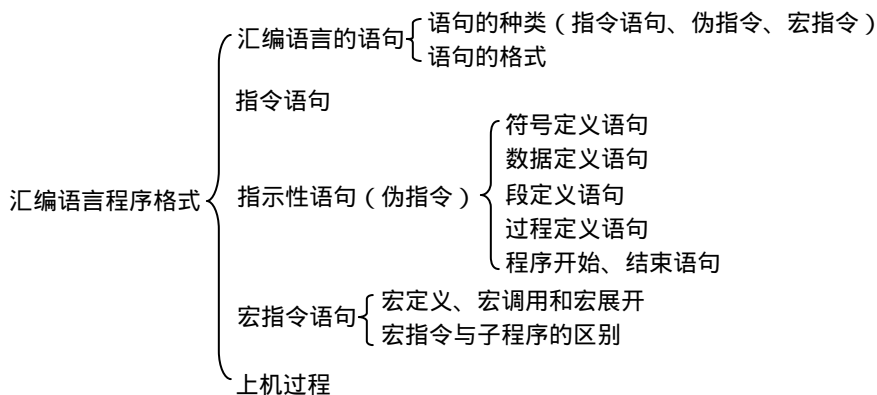 汇编语言程序格式
汇编语言的语句
语句的种类（指令语句、伪指令、宏指令）
语句的格式
指令语句
指示性语句（伪指令）
符号定义语句
数据定义语句
段定义语句
过程定义语句
程序开始、结束语句
宏指令语句
宏定义、宏调用和宏展开
宏指令与子程序的区别
上机过程